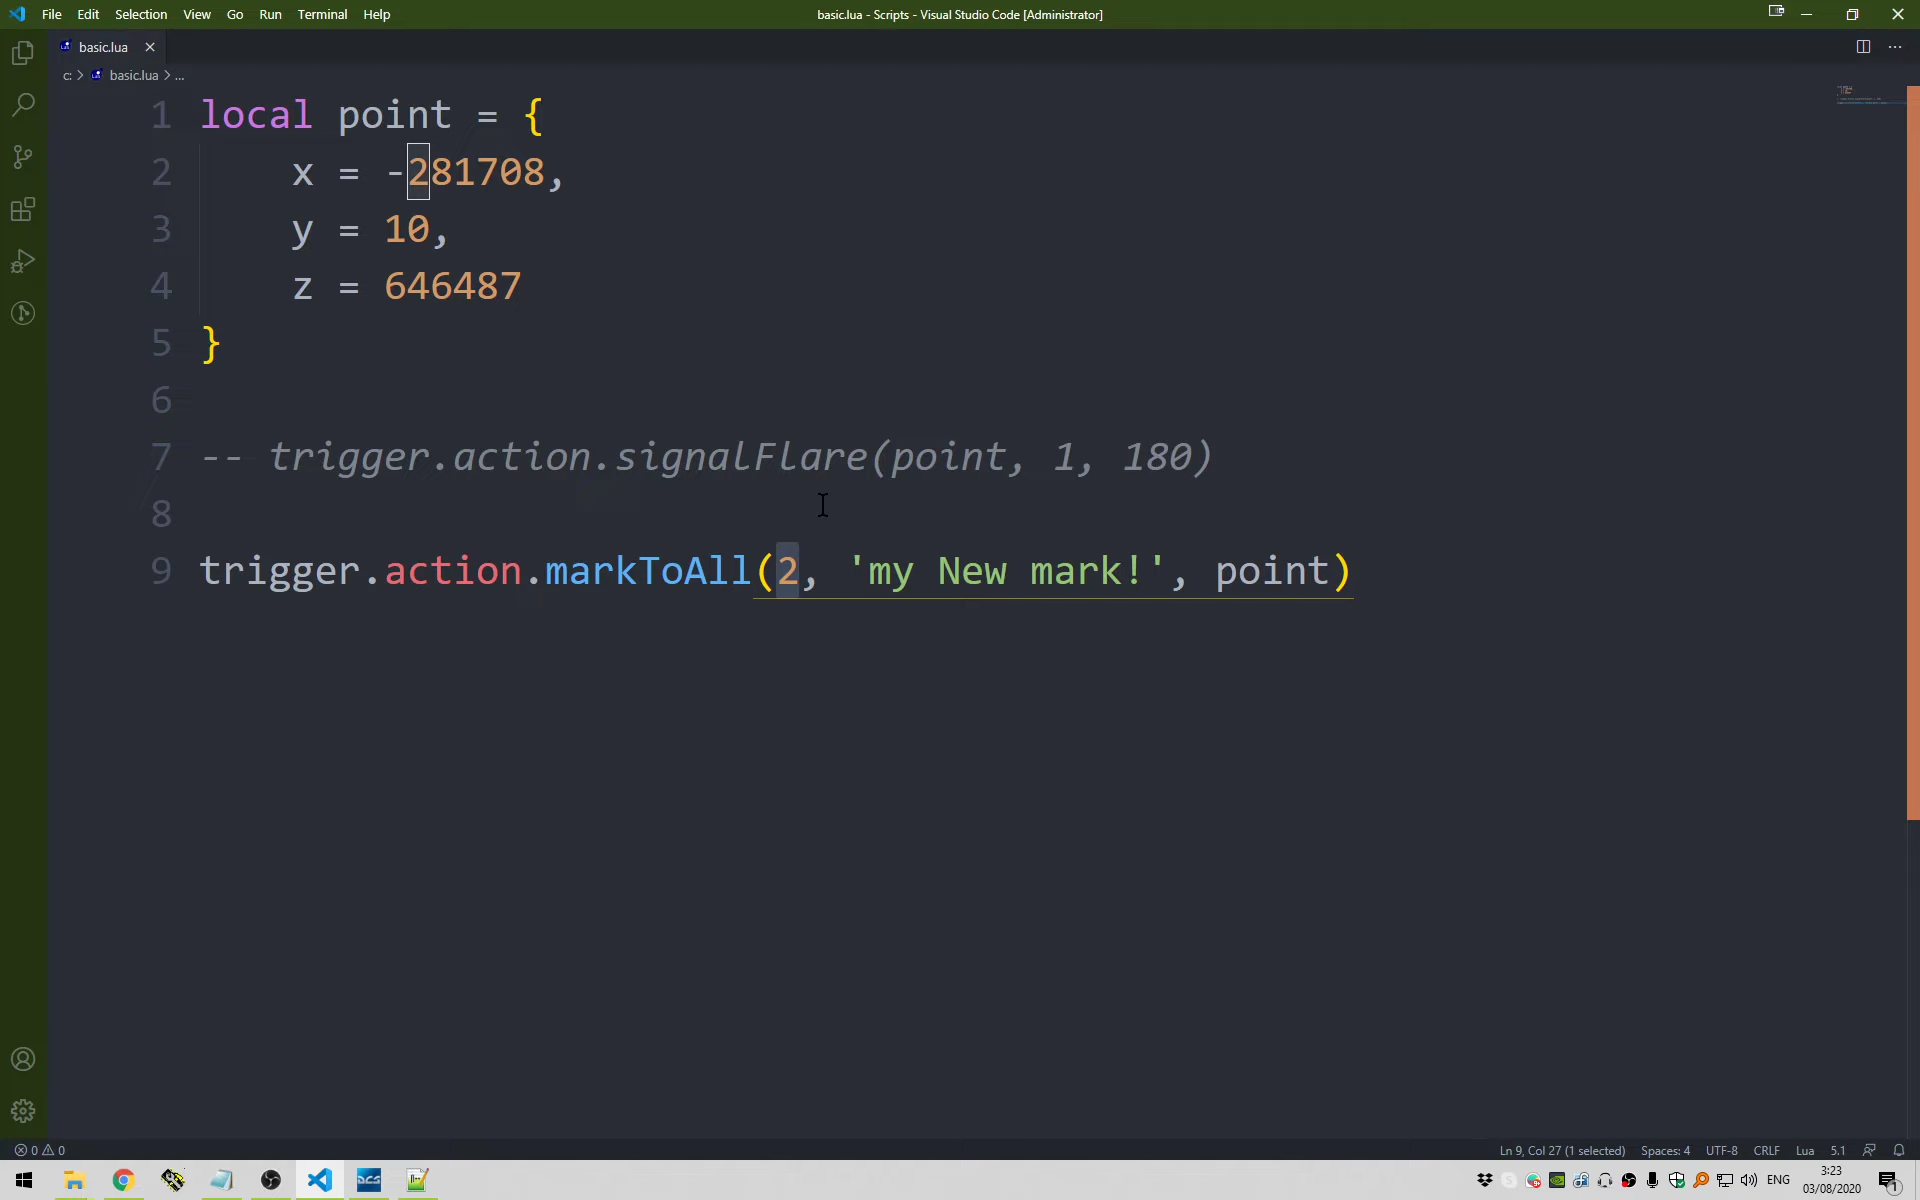 File Edit Selection View Go Run Terminal Help
basic.lua - Scripts - Visual Studio Code [Administrator]
basic.lua
c: > basic.lua > ...
1 local point = {
2 x = -281708,
3 y = 10,
4 z = 646487
5 }
6
7 -- trigger.action.signalFlare(point, 1, 180)
8
9 trigger.action.markToAll(2, 'my New mark!', point)
0 0
Ln 9, Col 27 (1 selected) Spaces: 4 UTF-8 CRLF Lua 5.1
DCS
ENG
3:23
03/08/2020
1